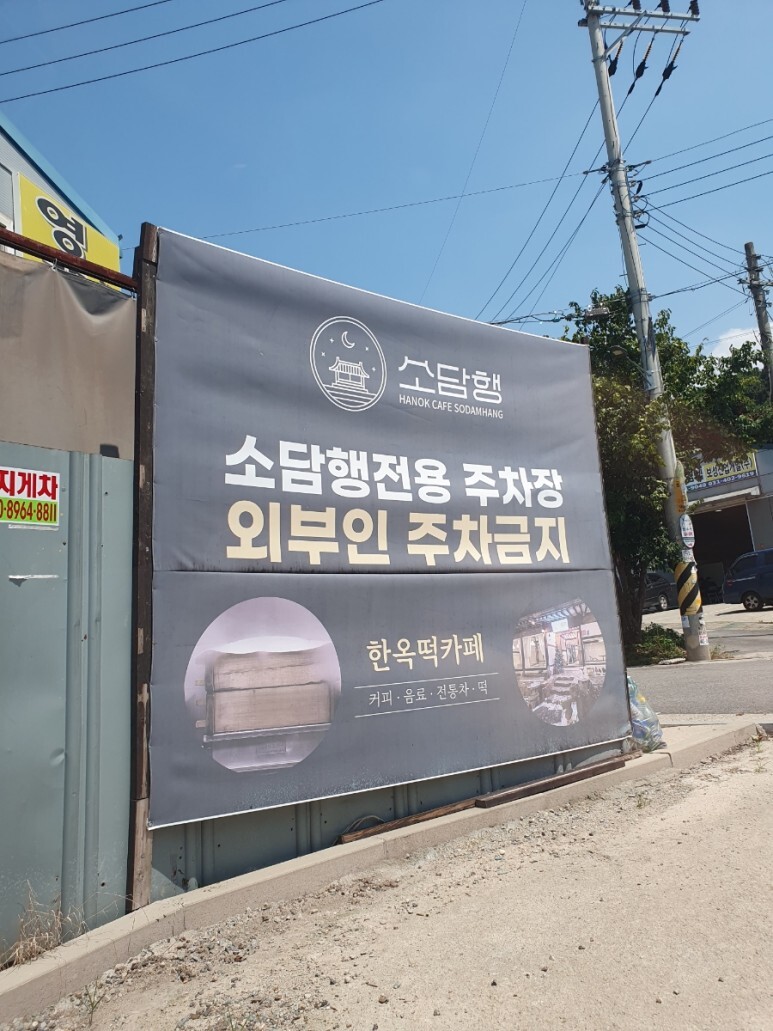 영
지게차
0-8964-8811
소담행
HANOK CAFE SODAMHANG
소담행전용 주차장
외부인 주차금지
한옥떡카페
커피 · 음료 · 전통차 · 떡